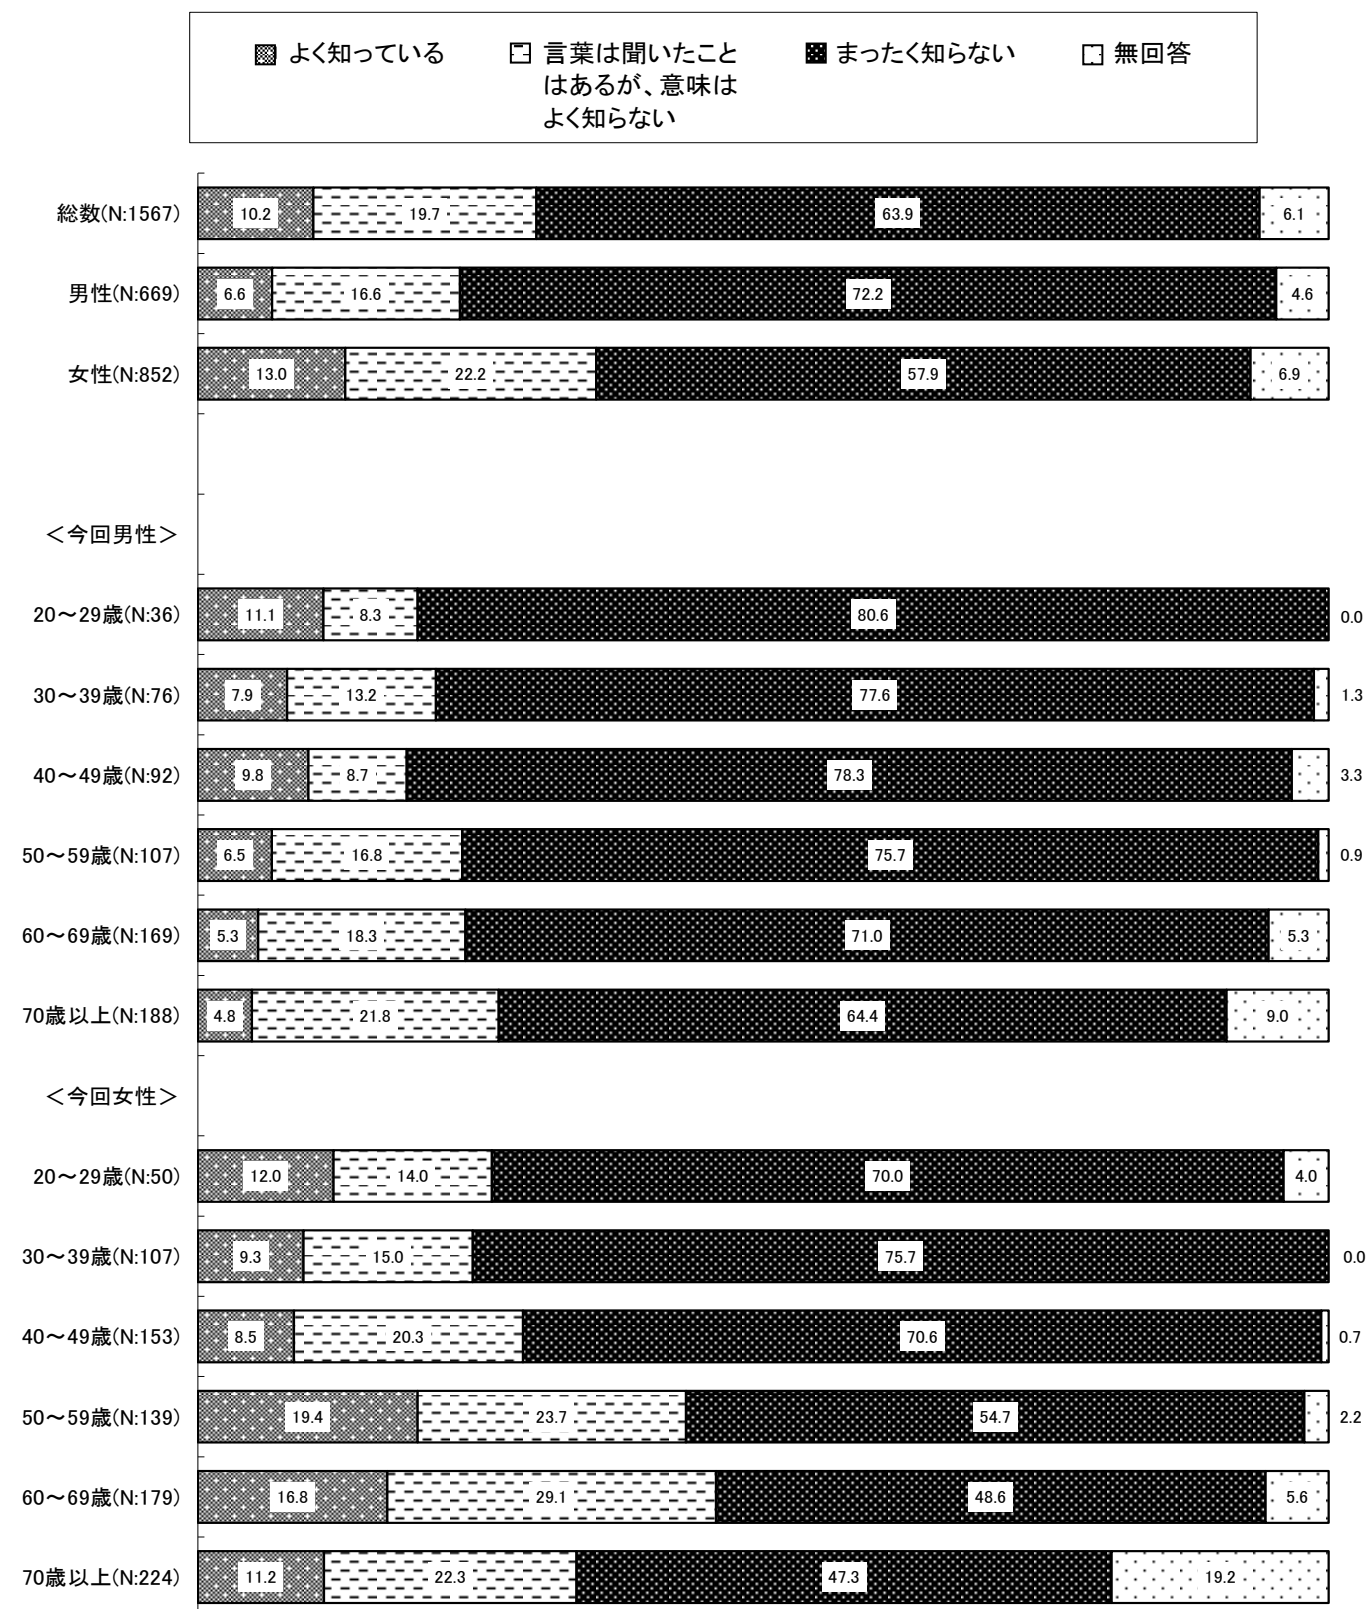 よく知っている
言葉は聞いたこと
はあるが、意味は
よく知らない
まったく知らない
無回答
総数(N:1567) 10.2 19.7 63.9 6.1
男性(N:669) 6.6 16.6 72.2 4.6
女性(N:852) 13.0 22.2 57.9 6.9
＜今回男性＞
20～29歳(N:36) 11.1 8.3 80.6 0.0
30～39歳(N:76) 7.9 13.2 77.6 1.3
40～49歳(N:92) 9.8 8.7 78.3 3.3
50～59歳(N:107) 6.5 16.8 75.7 0.9
60～69歳(N:169) 5.3 18.3 71.0 5.3
70歳以上(N:188) 4.8 21.8 64.4 9.0
＜今回女性＞
20～29歳(N:50) 12.0 14.0 70.0 4.0
30～39歳(N:107) 9.3 15.0 75.7 0.0
40～49歳(N:153) 8.5 20.3 70.6 0.7
50～59歳(N:139) 19.4 23.7 54.7 2.2
60～69歳(N:179) 16.8 29.1 48.6 5.6
70歳以上(N:224) 11.2 22.3 47.3 19.2